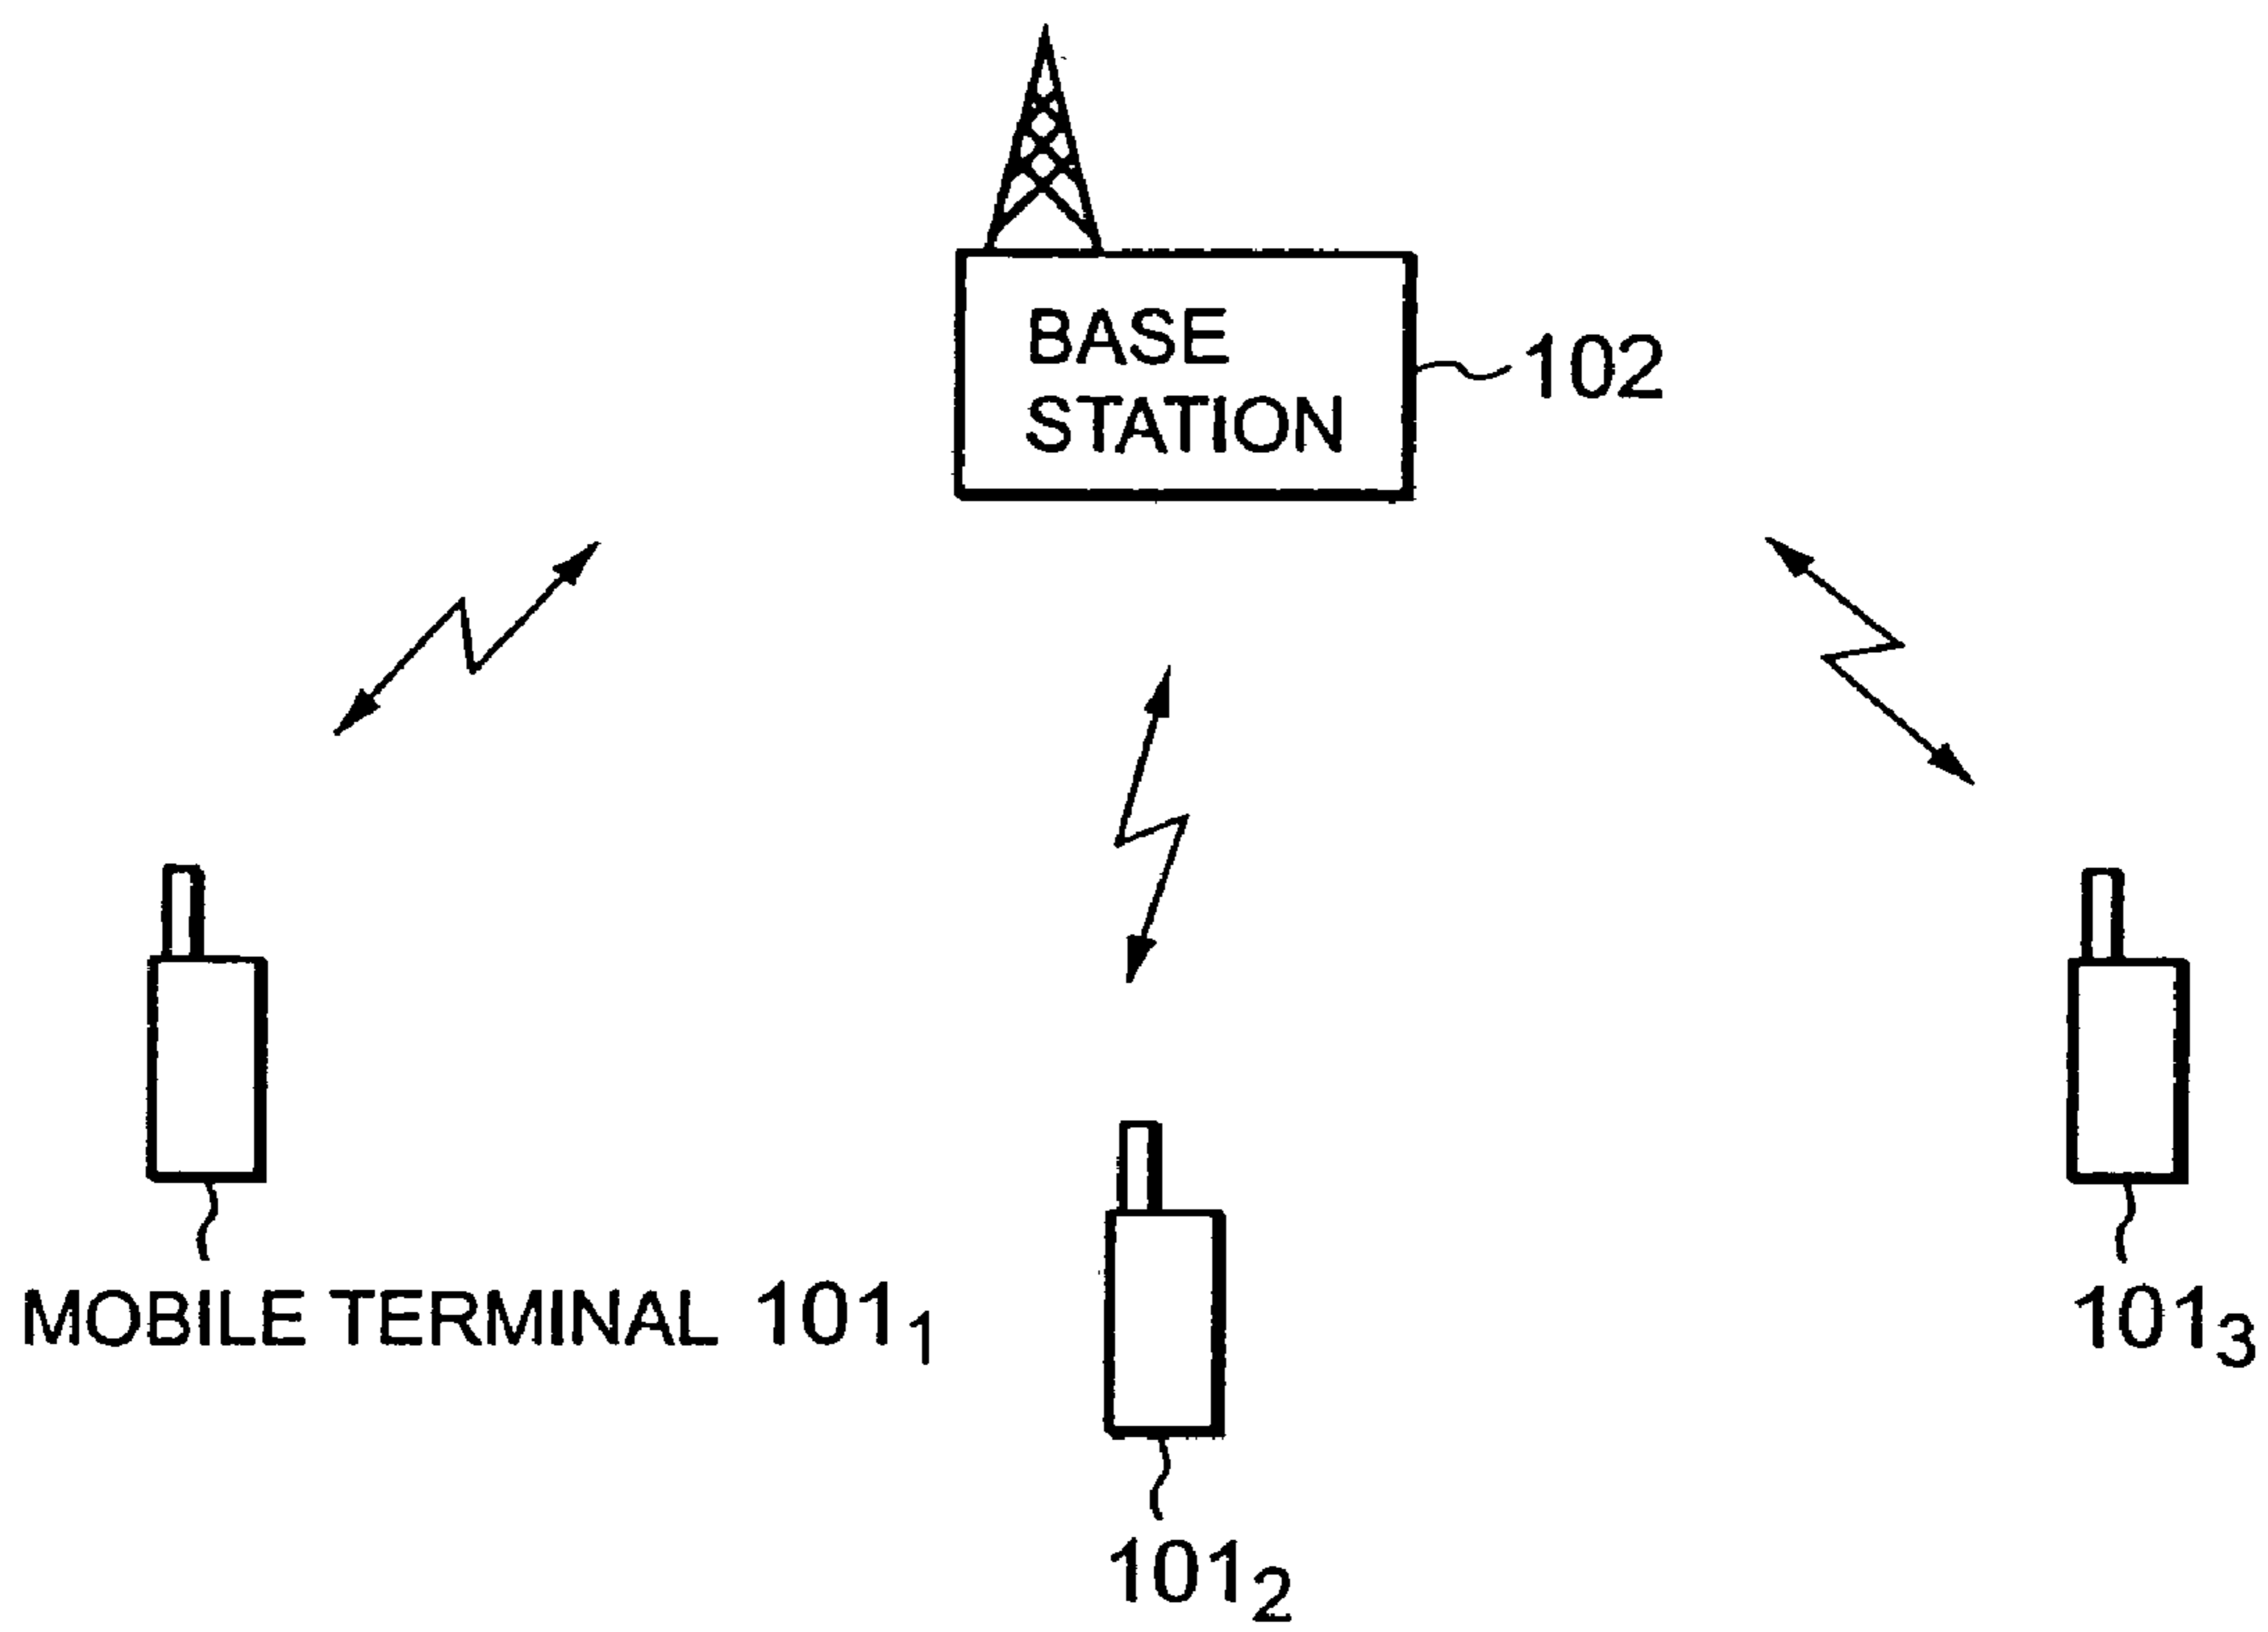 BASE
STATION
102
MOBILE TERMINAL 101₁
101₂
101₃